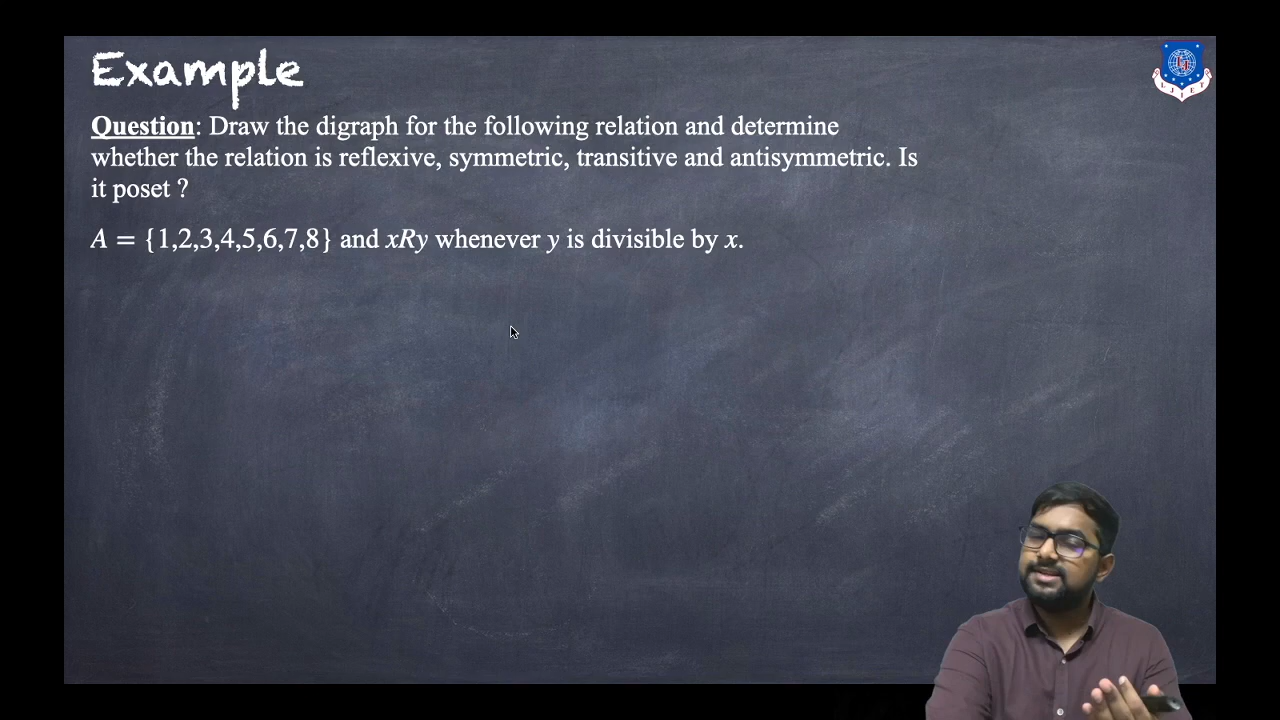 Example
Question: Draw the digraph for the following relation and determine
whether the relation is reflexive, symmetric, transitive and antisymmetric. Is
it poset ?
A = {1,2,3,4,5,6,7,8} and xRy whenever y is divisible by x.
LJIET